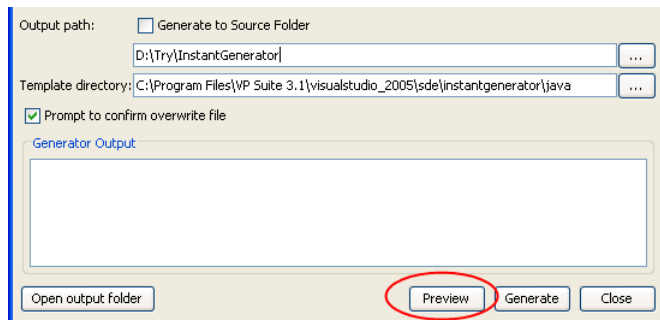 Output path: Generate to Source Folder
D:\Try\InstantGenerator
...
Template directory: C:\Program Files\VP Suite 3.1\visualstudio_2005\sde\instantgenerator\java
...
Prompt to confirm overwrite file
Generator Output
Open output folder Preview Generate Close